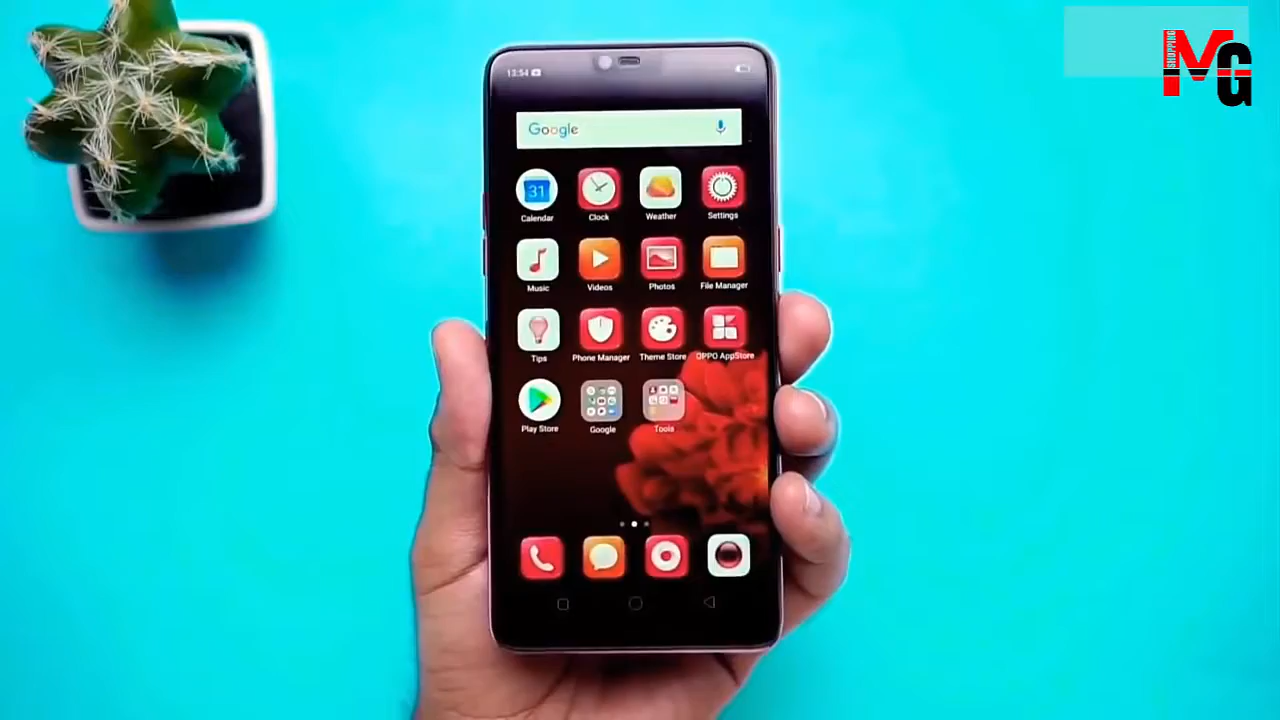 SHOPPING
MG
13:54
Google
31
Calendar
Clock
Weather
Settings
Music
Videos
Photos
File Manager
Tips
Phone Manager
Theme Store
OPPO AppStore
Play Store
Google
Tools